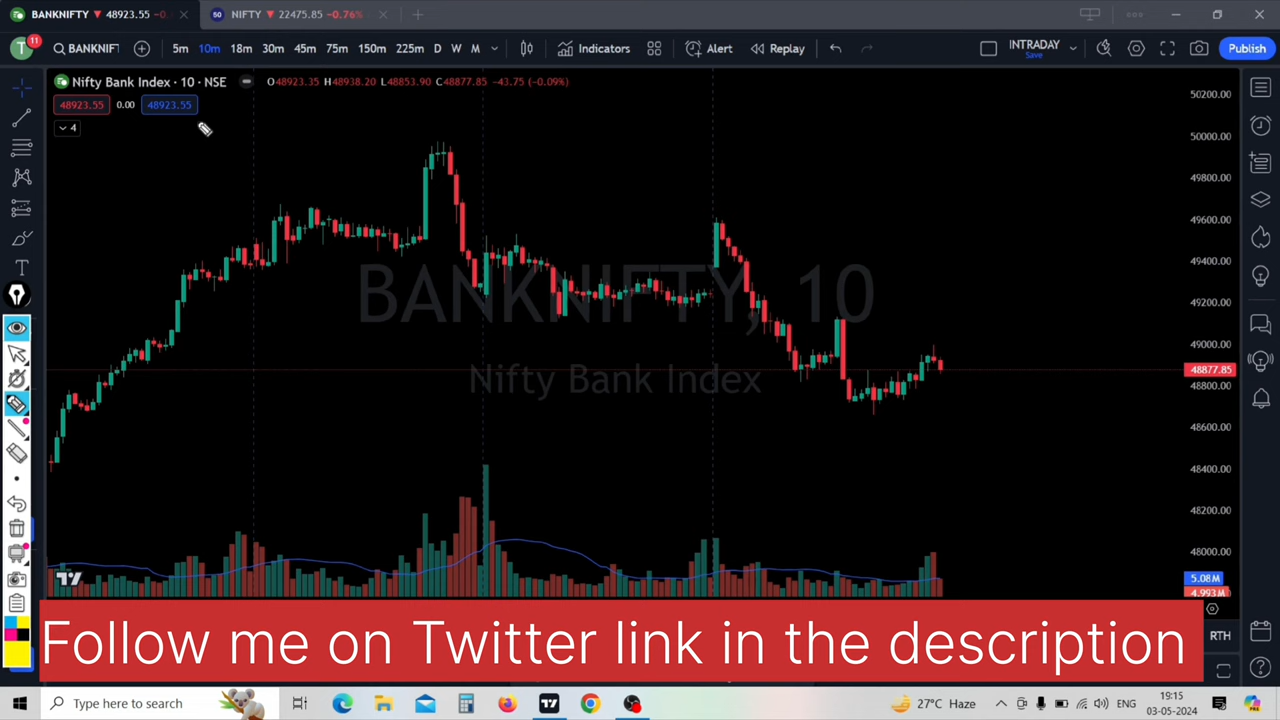 BANKNIFTY ▼ 48923.55 −0.
50 NIFTY ▼ 22475.85 −0.76%
T 11 BANKNIFT 5m 10m 18m 30m 45m 75m 150m 225m D W M Indicators Alert Replay INTRADAY Save Publish
Nifty Bank Index · 10 · NSE O48923.35 H48938.20 L48853.90 C48877.85 −43.75 (−0.09%)
48923.55 0.00 48923.55
4
50200.00
50000.00
49800.00
49600.00
49400.00
49200.00
49000.00
48877.85
48800.00
48600.00
48400.00
48200.00
48000.00
BANKNIFTY, 10
Nifty Bank Index
5.08M
4.993M
RTH
Follow me on Twitter link in the description
Type here to search
27°C Haze
ENG
19:15
03-05-2024